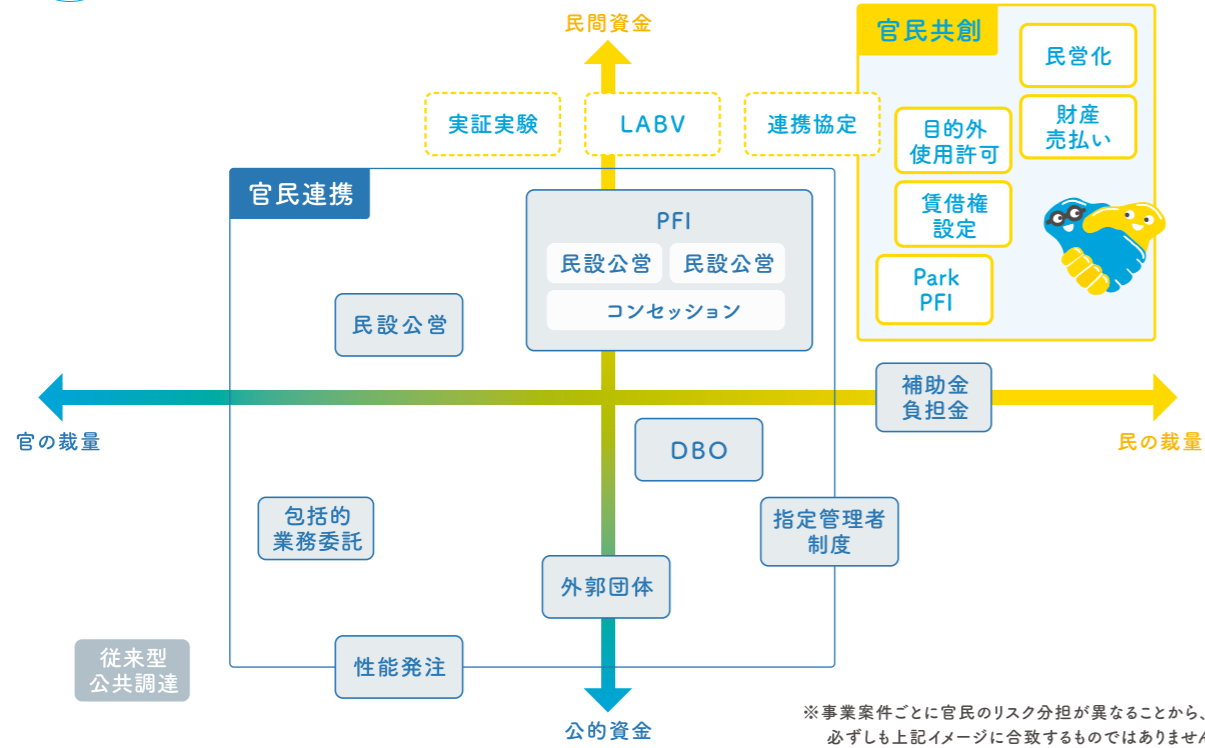 民間資金
官民共創
民営化
実証実験
LABV
連携協定
目的外
使用許可
財産
売払い
官民連携
賃借権
設定
PFI
民設公営
民設公営
コンセッション
Park
PFI
民設公営
補助金
負担金
官の裁量
民の裁量
DBO
包括的
業務委託
指定管理者
制度
外郭団体
従来型
公共調達
性能発注
公的資金
※事業案件ごとに官民のリスク分担が異なることから、
必ずしも上記イメージに合致するものではありません